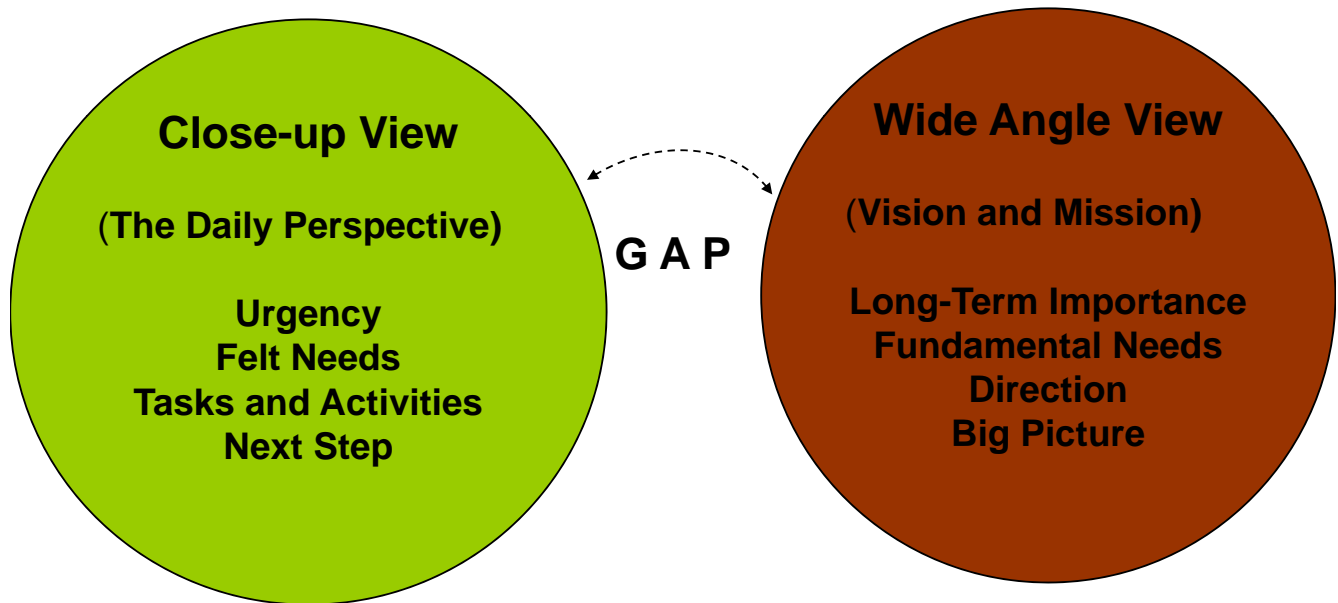 Close-up View
(The Daily Perspective)
Urgency
Felt Needs
Tasks and Activities
Next Step
G A P
Wide Angle View
(Vision and Mission)
Long-Term Importance
Fundamental Needs
Direction
Big Picture